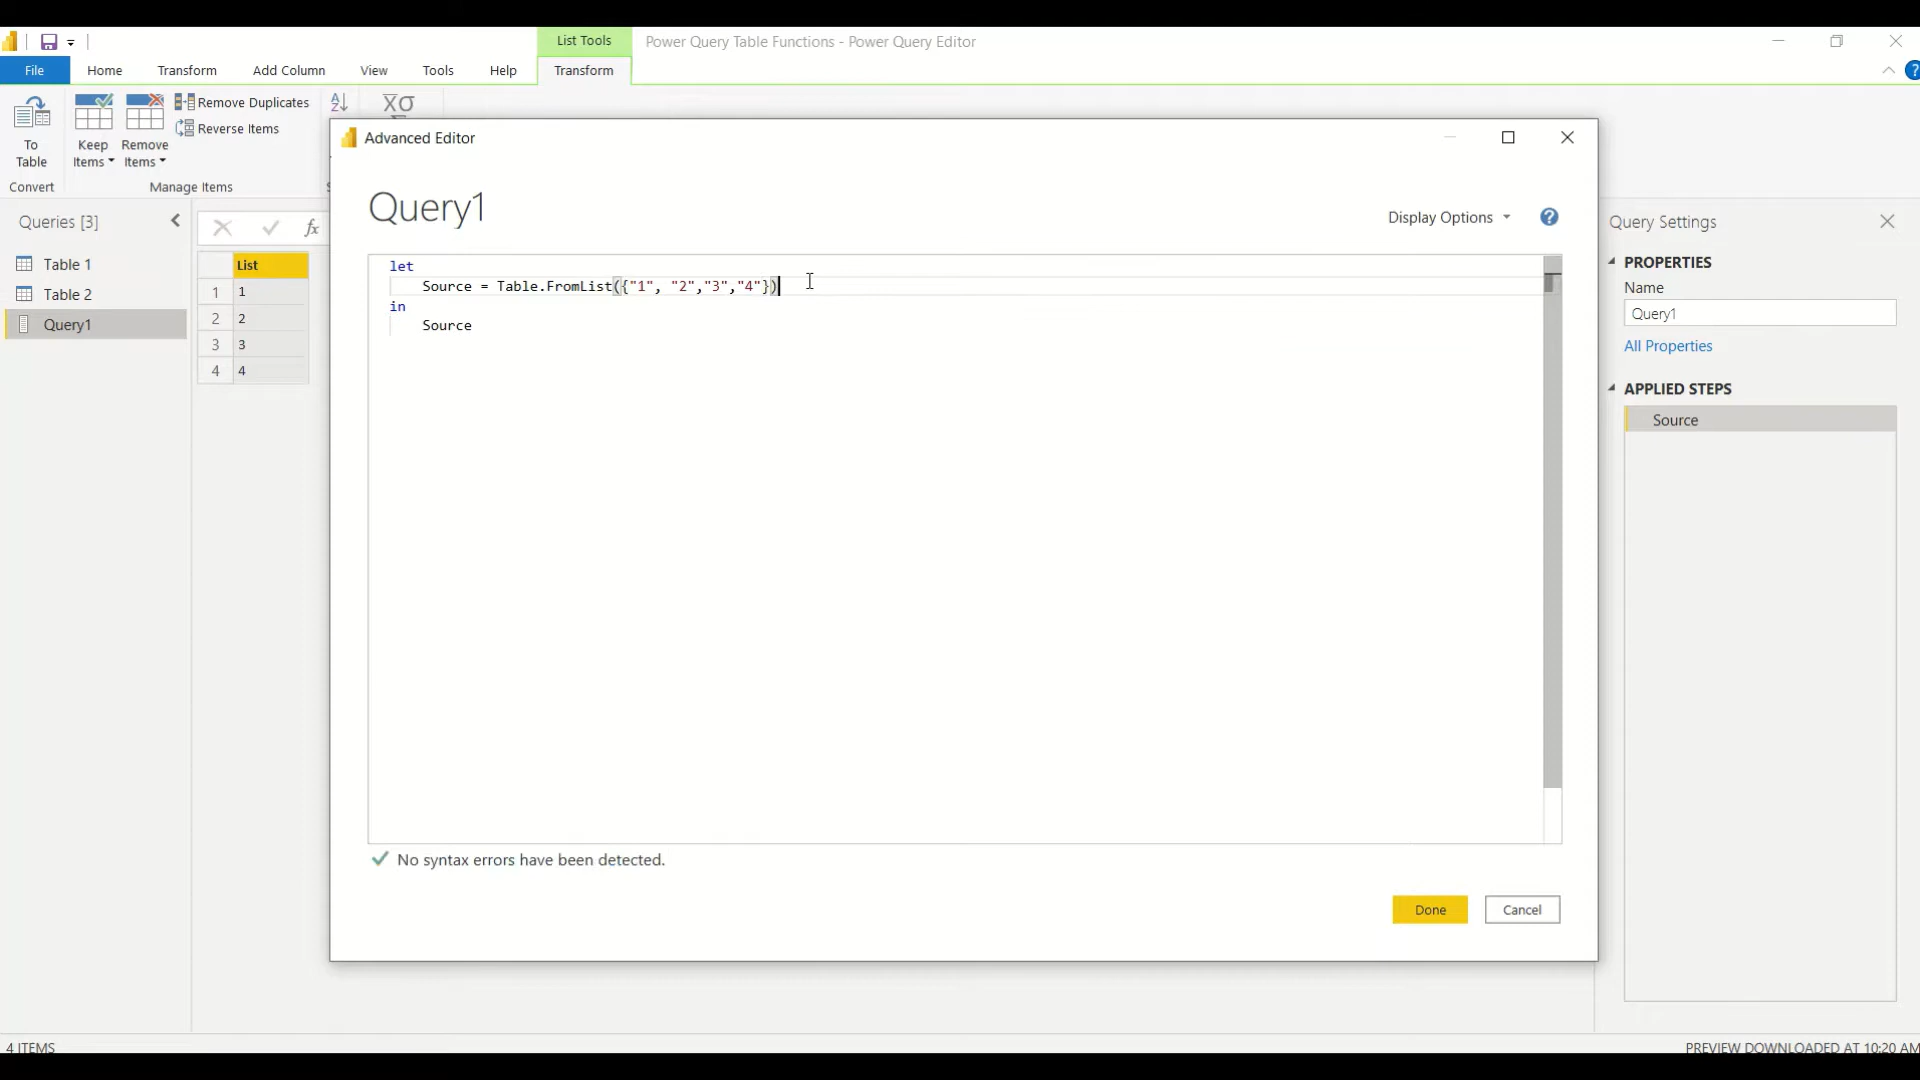 List Tools
Power Query Table Functions - Power Query Editor
File Home Transform Add Column View Tools Help Transform
To Table
Keep Items
Remove Items
Remove Duplicates
Reverse Items
Convert
Manage Items
Advanced Editor
Query1
Display Options
Queries [3]
Table 1
Table 2
Query1
fx
List
1 1
2 2
3 3
4 4
let
Source = Table.FromList({"1", "2","3","4"})
in
Source
No syntax errors have been detected.
Done
Cancel
Query Settings
PROPERTIES
Name
Query1
All Properties
APPLIED STEPS
Source
4 ITEMS
PREVIEW DOWNLOADED AT 10:20 AM